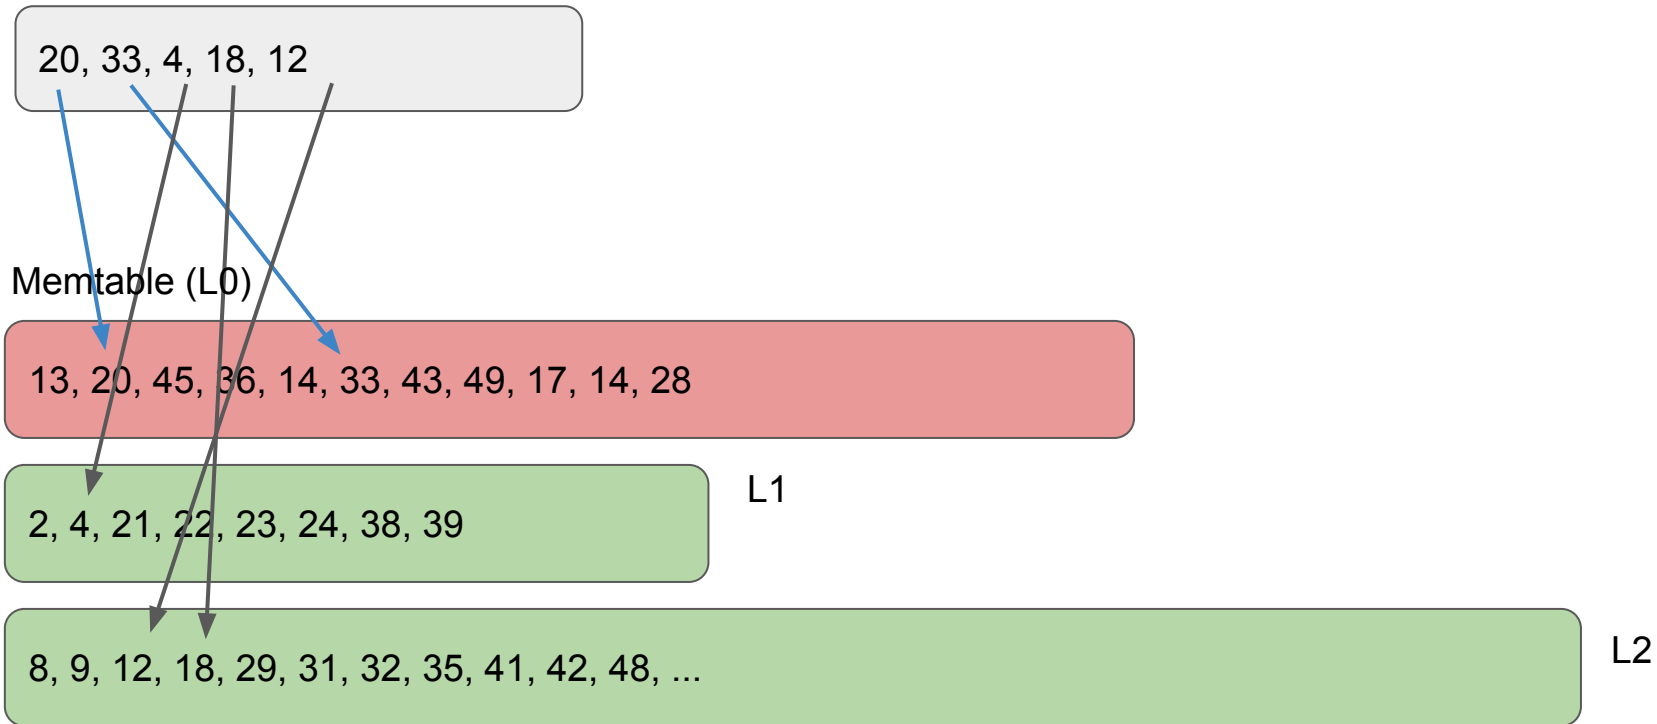 20, 33, 4, 18, 12
Memtable (L0)
13, 20, 45, 36, 14, 33, 43, 49, 17, 14, 28
L1
2, 4, 21, 22, 23, 24, 38, 39
L2
8, 9, 12, 18, 29, 31, 32, 35, 41, 42, 48, ...